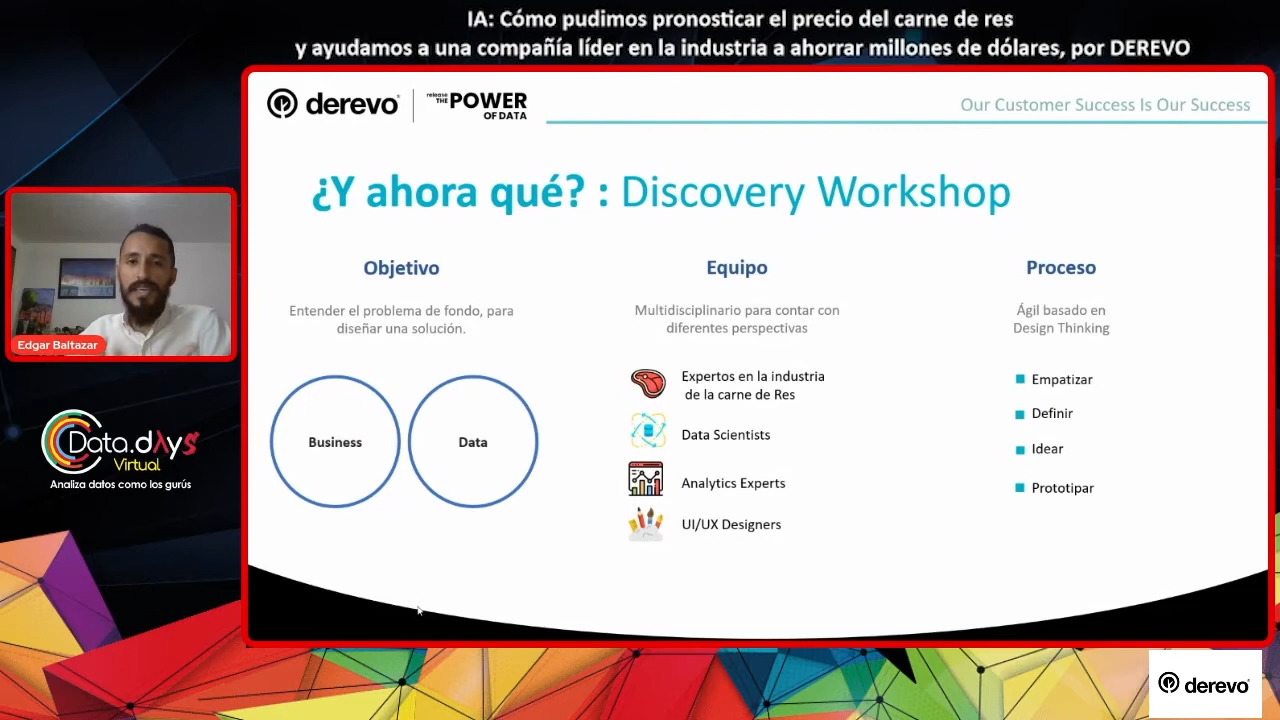 IA: Cómo pudimos pronosticar el precio del carne de res
y ayudamos a una compañía líder en la industria a ahorrar millones de dólares, por DEREVO
derevo
release
THE POWER
OF DATA
Our Customer Success Is Our Success
¿Y ahora qué? : Discovery Workshop
Objetivo
Entender el problema de fondo, para
diseñar una solución.
Business
Data
Equipo
Multidisciplinario para contar con
diferentes perspectivas
Expertos en la industria
de la carne de Res
Data Scientists
Analytics Experts
UI/UX Designers
Proceso
Ágil basado en
Design Thinking
Empatizar
Definir
Idear
Prototipar
Edgar Baltazar
Data.dAys
Virtual
Analiza datos como los gurús
derevo